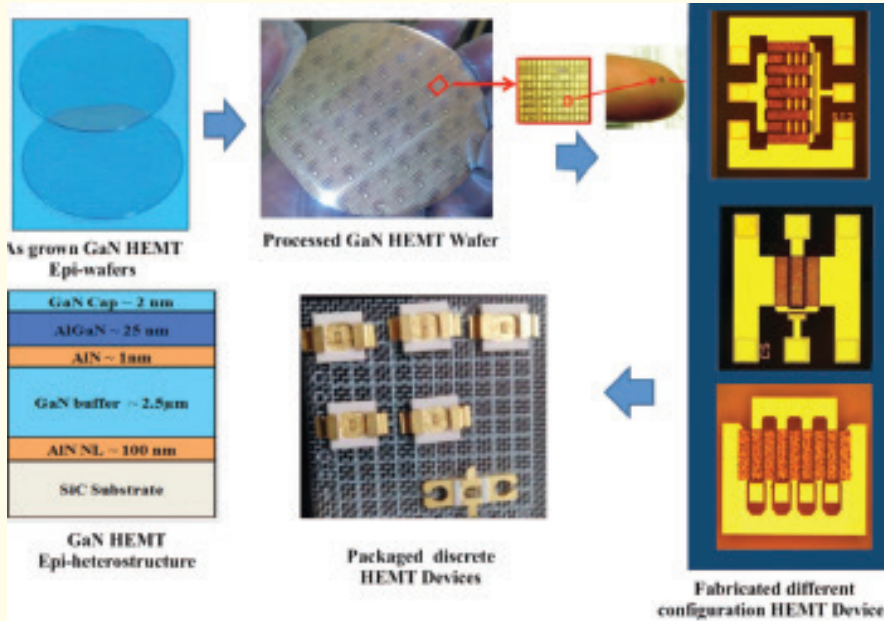 As grown GaN HEMT
Epi-wafers
Processed GaN HEMT Wafer
GaN Cap ~ 2 nm
AlGaN ~ 25 nm
AlN ~ 1nm
GaN buffer ~ 2.5µm
AlN NL ~ 100 nm
SiC Substrate
GaN HEMT
Epi-heterostructure
Packaged discrete
HEMT Devices
Fabricated different
configuration HEMT Device